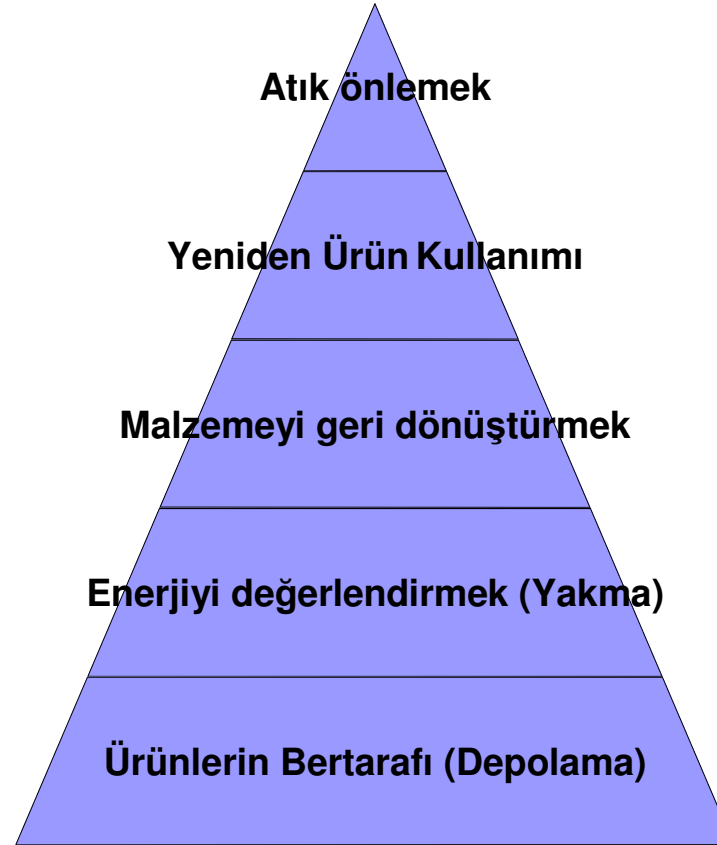 Atık önlemek
Yeniden Ürün Kullanımı
Malzemeyi geri dönüştürmek
Enerjiyi değerlendirmek (Yakma)
Ürünlerin Bertarafı (Depolama)